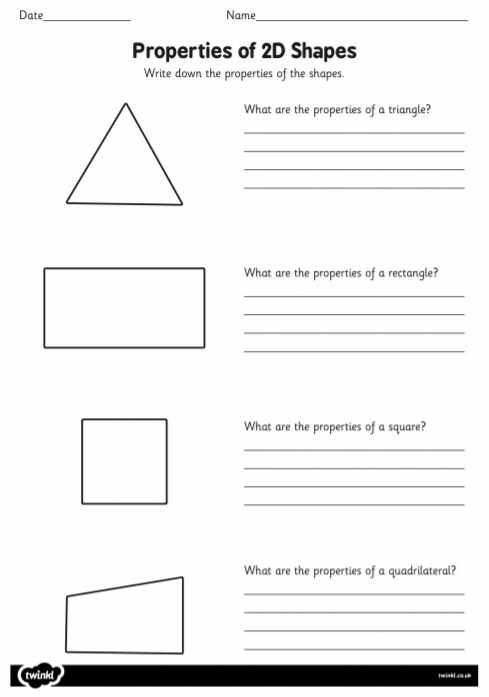 Date______________ Name__________________________________
Properties of 2D Shapes
Write down the properties of the shapes.
What are the properties of a triangle?
What are the properties of a rectangle?
What are the properties of a square?
What are the properties of a quadrilateral?
twinkl twinkl.co.uk